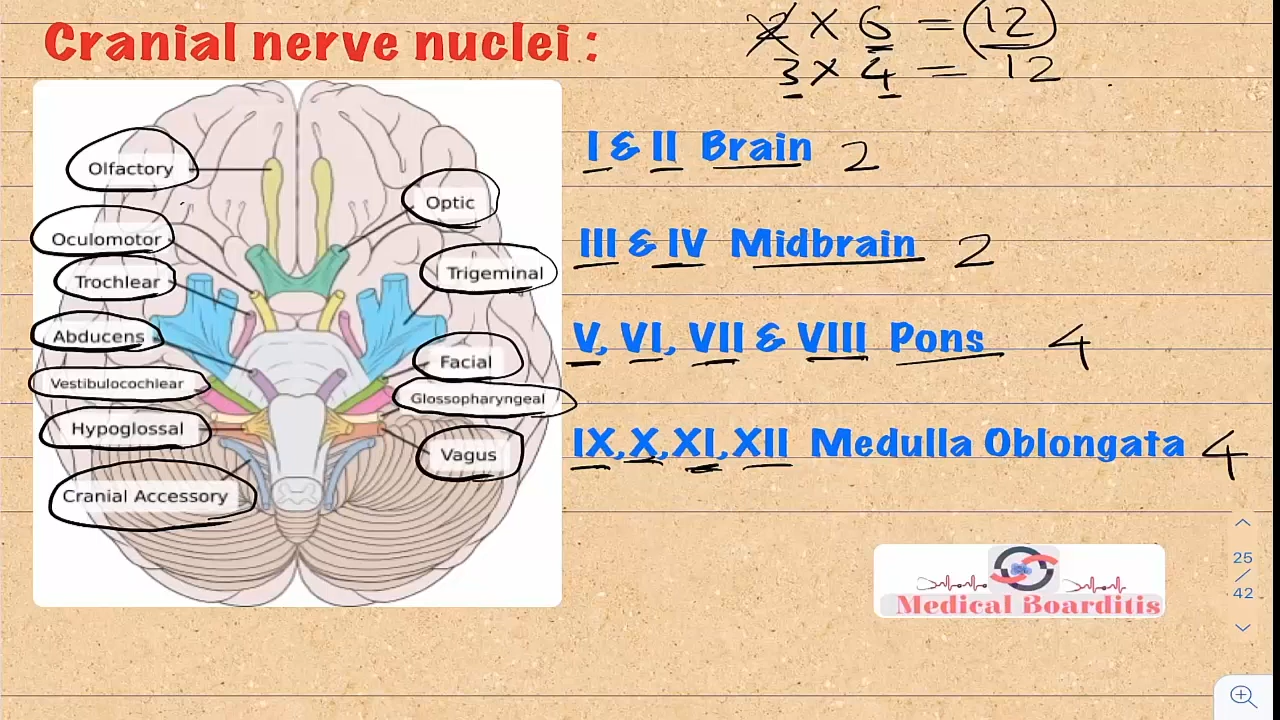 Cranial nerve nuclei :
2 × 6 = 12
3 × 4 = 12
Olfactory
Optic
Oculomotor
Trochlear
Trigeminal
Abducens
Facial
Vestibulocochlear
Glossopharyngeal
Hypoglossal
Vagus
Cranial Accessory
I & II Brain 2
III & IV Midbrain 2
V, VI, VII & VIII Pons 4
IX,X,XI,XII Medulla Oblongata 4
Medical Boarditis
25
/
42